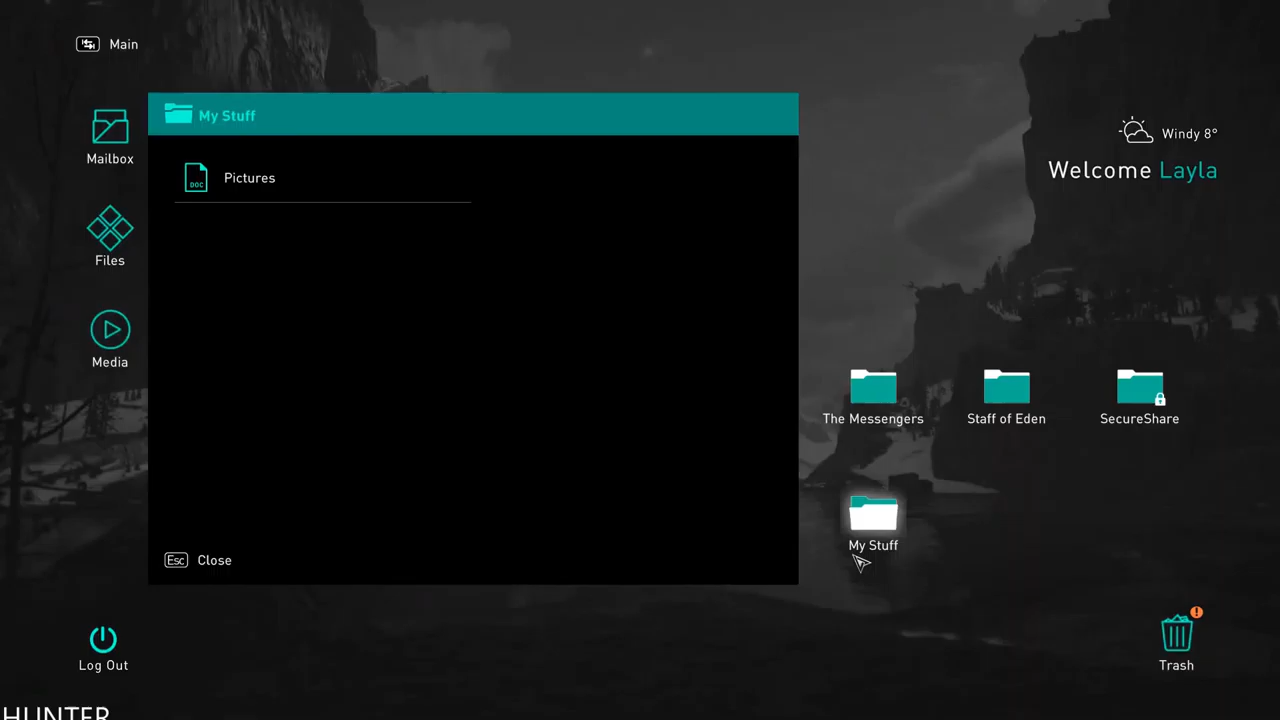 Main
Mailbox
Files
Media
Log Out
My Stuff
DOC
Pictures
Esc Close
Windy 8°
Welcome Layla
The Messengers
Staff of Eden
SecureShare
My Stuff
!
Trash
HUNTER